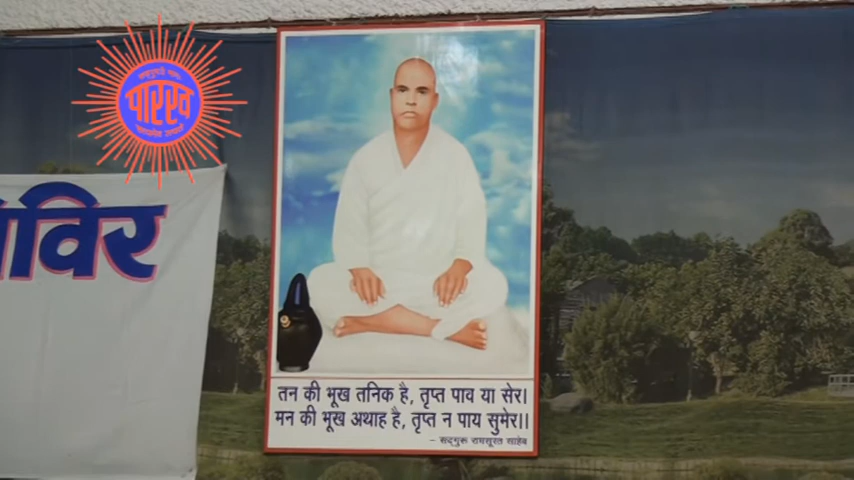 पारख
विर
तन की भूख तनिक है, तृप्त पाव या सेर।
मन की भूख अथाह है, तृप्त न पाय सुमेर।।
– सद्गुरू रामसूरत साहेब